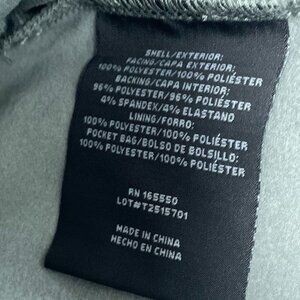 SHELL/EXTERIOR:
FACING/CAPA EXTERIOR:
100% POLYESTER/100% POLIÉSTER
BACKING/CAPA INTERIOR:
96% POLYESTER/96% POLIÉSTER
4% SPANDEX/4% ELASTANO
LINING/FORRO:
100% POLYESTER/100% POLIÉSTER
POCKET BAG/BOLSO DE BOLSILLO:
100% POLYESTER/100% POLIÉSTER
RN 165550
LOT#T2515701
MADE IN CHINA
HECHO EN CHINA